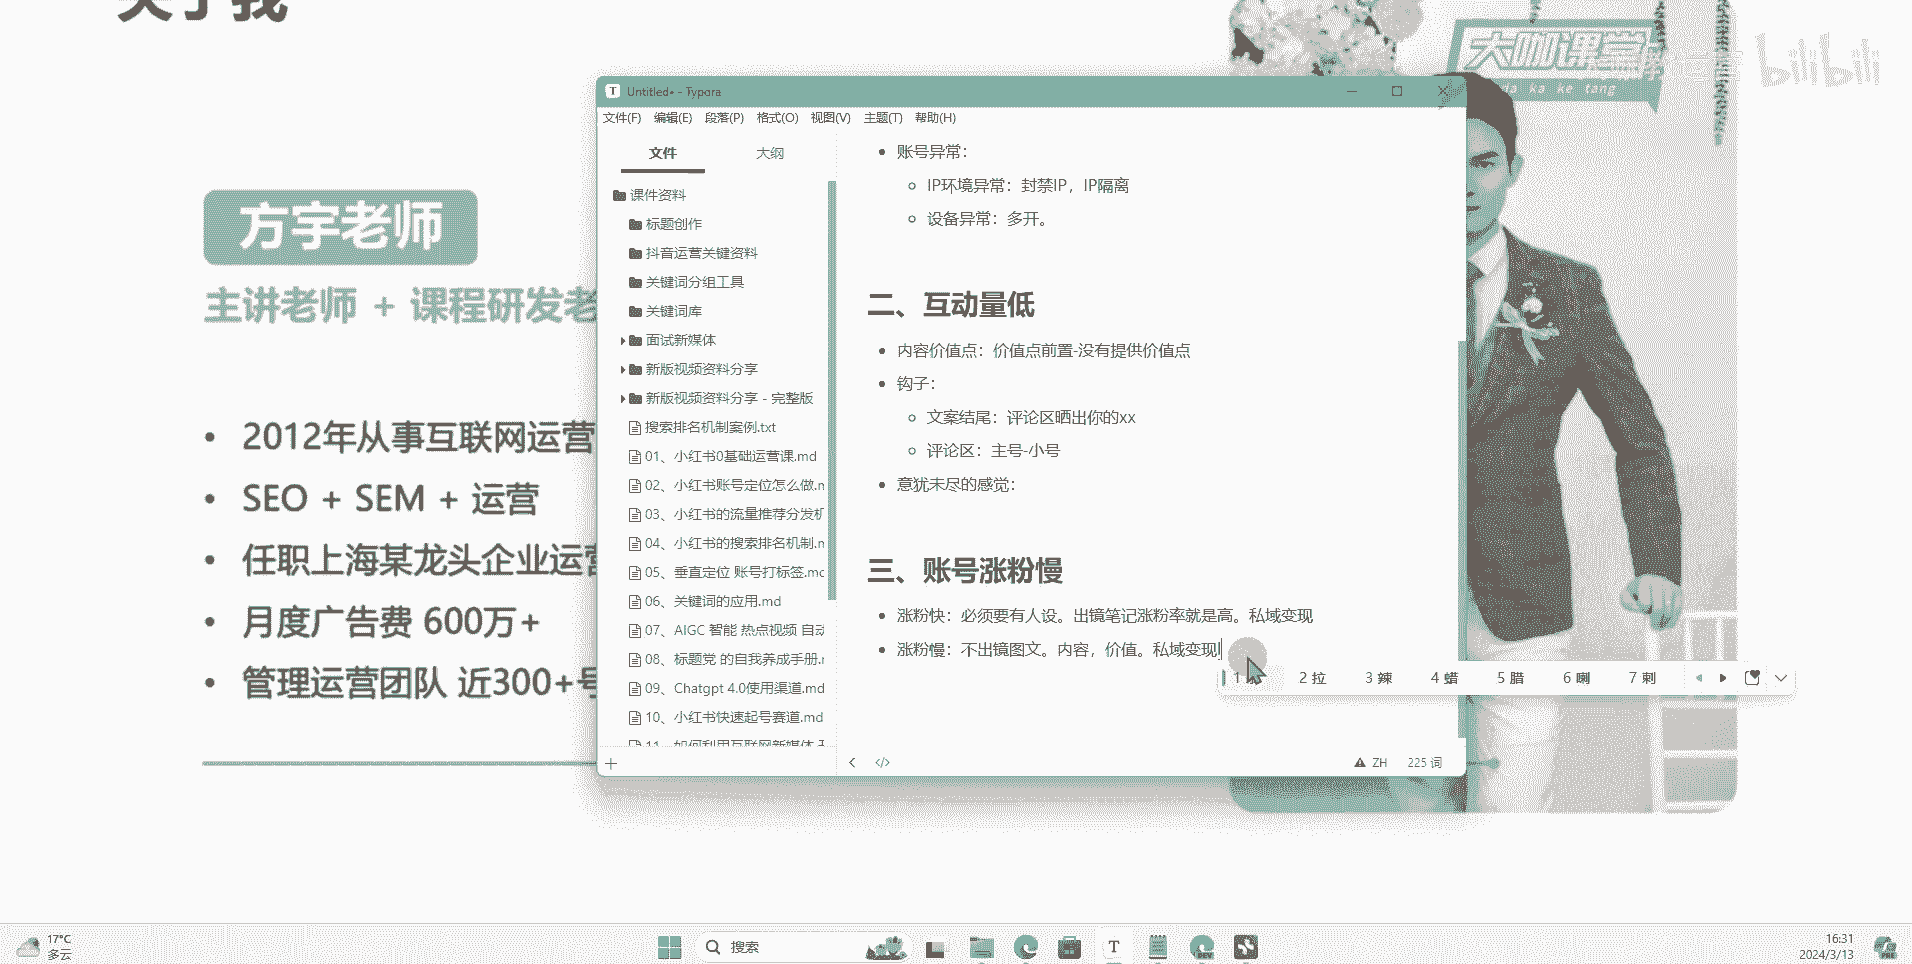 关于我
大咖课堂
da ka ke tang
bilibili
方宇老师
主讲老师 + 课程研发老
2012年从事互联网运营
SEO + SEM + 运营
任职上海某龙头企业运营
月度广告费 600万+
管理运营团队 近300+号
Untitled• - Typora
文件(F) 编辑(E) 段落(P) 格式(O) 视图(V) 主题(T) 帮助(H)
文件 大纲
课件资料
标题创作
抖音运营关键资料
关键词分组工具
关键词库
面试新媒体
新版视频资料分享
新版视频资料分享 - 完整版
搜索排名机制案例.txt
01、小红书0基础运营课.md
02、小红书账号定位怎么做.m
03、小红书的流量推荐分发机
04、小红书的搜索排名机制.m
05、垂直定位 账号打标签.md
06、关键词的应用.md
07、AIGC 智能 热点视频 自动
08、标题党 的自我养成手册.m
09、Chatgpt 4.0使用渠道.md
10、小红书快速起号赛道.md
11、如何利用互联网新媒体
账号异常：
IP环境异常：封禁IP，IP隔离
设备异常：多开。
二、互动量低
内容价值点：价值点前置-没有提供价值点
钩子：
文案结尾：评论区晒出你的xx
评论区：主号-小号
意犹未尽的感觉：
三、账号涨粉慢
涨粉快：必须要有人设。出镜笔记涨粉率就是高。私域变现
涨粉慢：不出镜图文。内容，价值。私域变现
1 2 拉 3 辣 4 蜡 5 腊 6 喇 7 剌
ZH 225 词
17°C
多云
搜索
16:31
2024/3/13